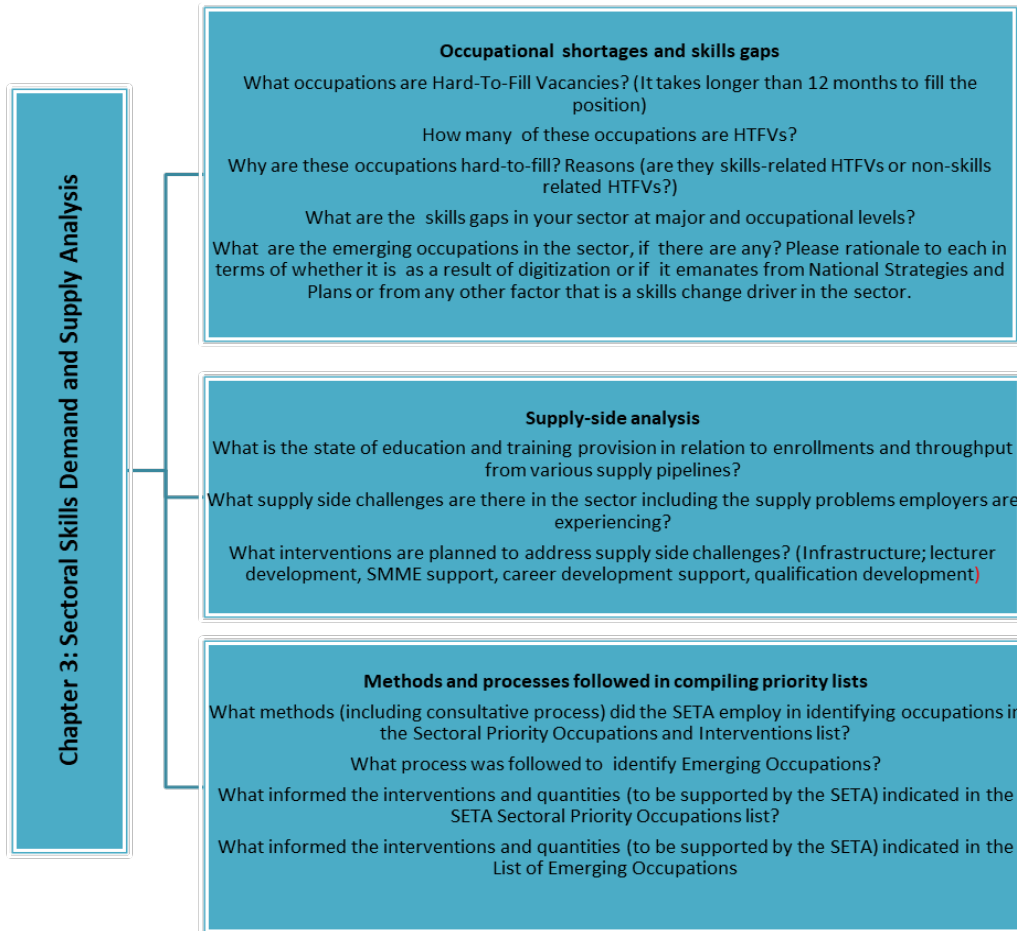 Chapter 3: Sectoral Skills Demand and Supply Analysis
Occupational shortages and skills gaps
What occupations are Hard-To-Fill Vacancies? (It takes longer than 12 months to fill the
position)
How many of these occupations are HTFVs?
Why are these occupations hard-to-fill? Reasons (are they skills-related HTFVs or non-skills
related HTFVs?)
What are the skills gaps in your sector at major and occupational levels?
What are the emerging occupations in the sector, if there are any? Please rationale to each in
terms of whether it is as a result of digitization or if it emanates from National Strategies and
Plans or from any other factor that is a skills change driver in the sector.
Supply-side analysis
What is the state of education and training provision in relation to enrollments and throughput
from various supply pipelines?
What supply side challenges are there in the sector including the supply problems employers are
experiencing?
What interventions are planned to address supply side challenges? (Infrastructure; lecturer
development, SMME support, career development support, qualification development)
Methods and processes followed in compiling priority lists
What methods (including consultative process) did the SETA employ in identifying occupations in
the Sectoral Priority Occupations and Interventions list?
What process was followed to identify Emerging Occupations?
What informed the interventions and quantities (to be supported by the SETA) indicated in the
SETA Sectoral Priority Occupations list?
What informed the interventions and quantities (to be supported by the SETA) indicated in the
List of Emerging Occupations